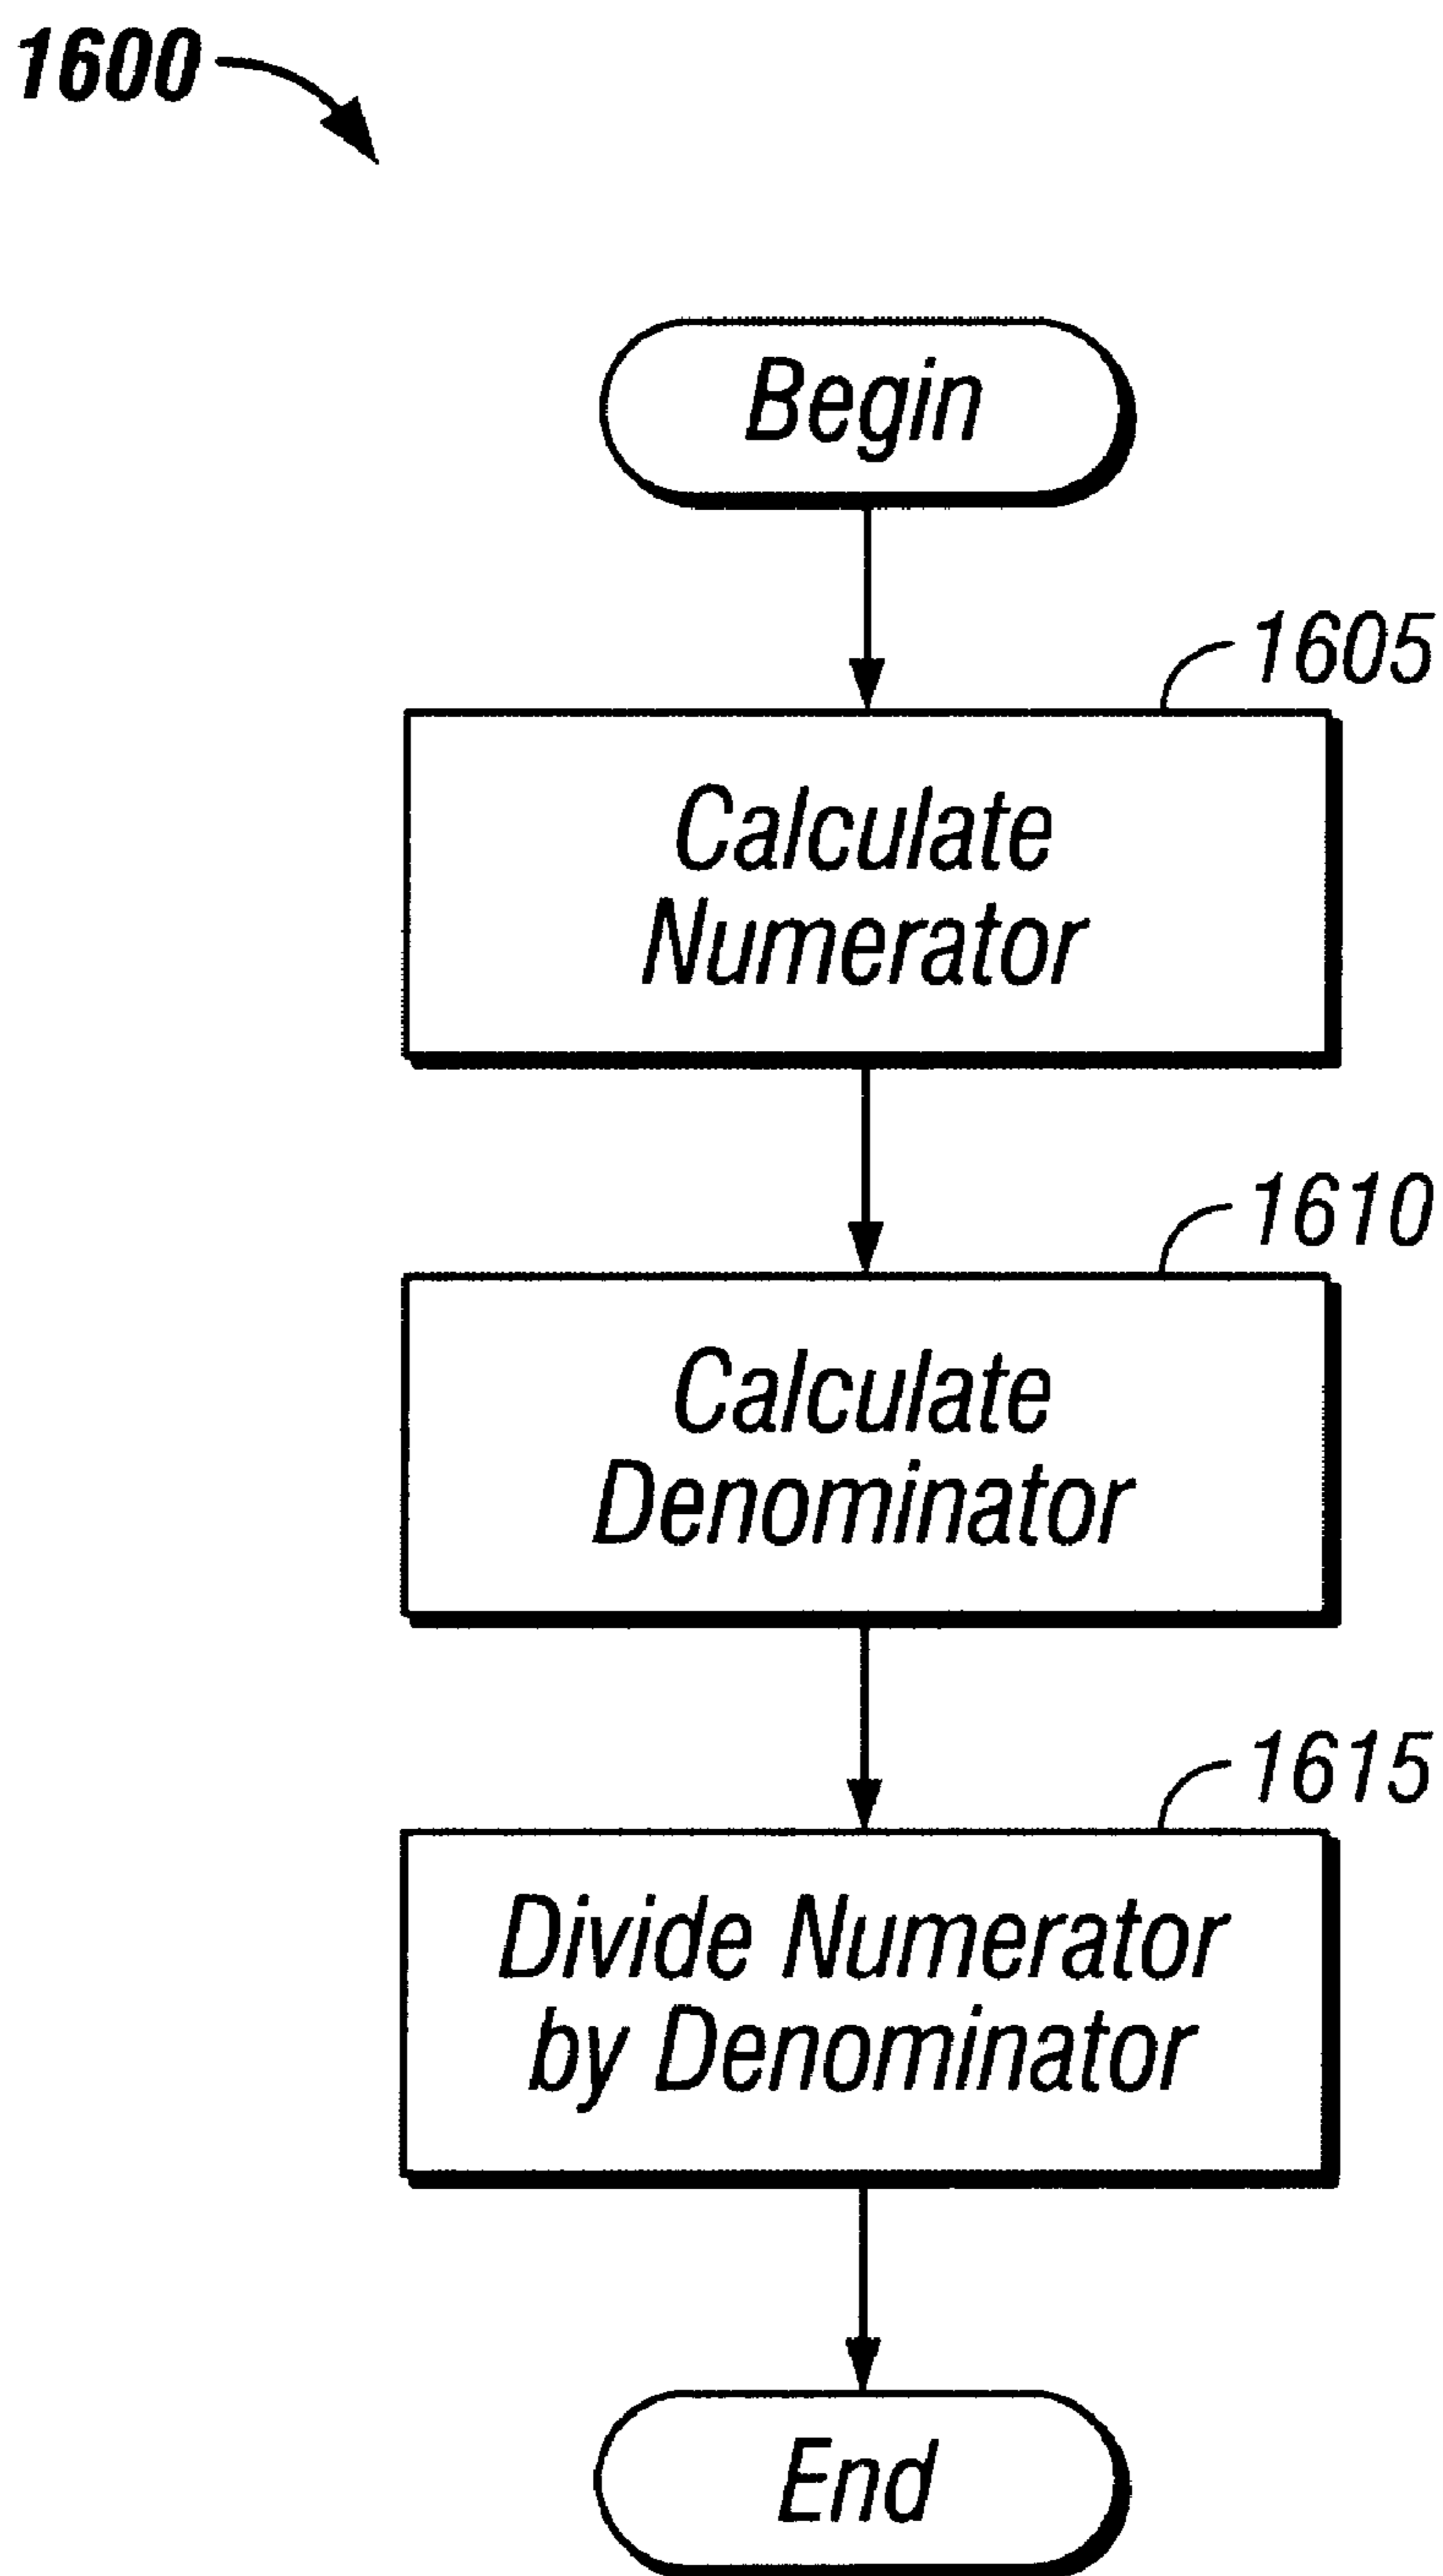 1600
Begin
1605
Calculate
Numerator
1610
Calculate
Denominator
1615
Divide Numerator
by Denominator
End